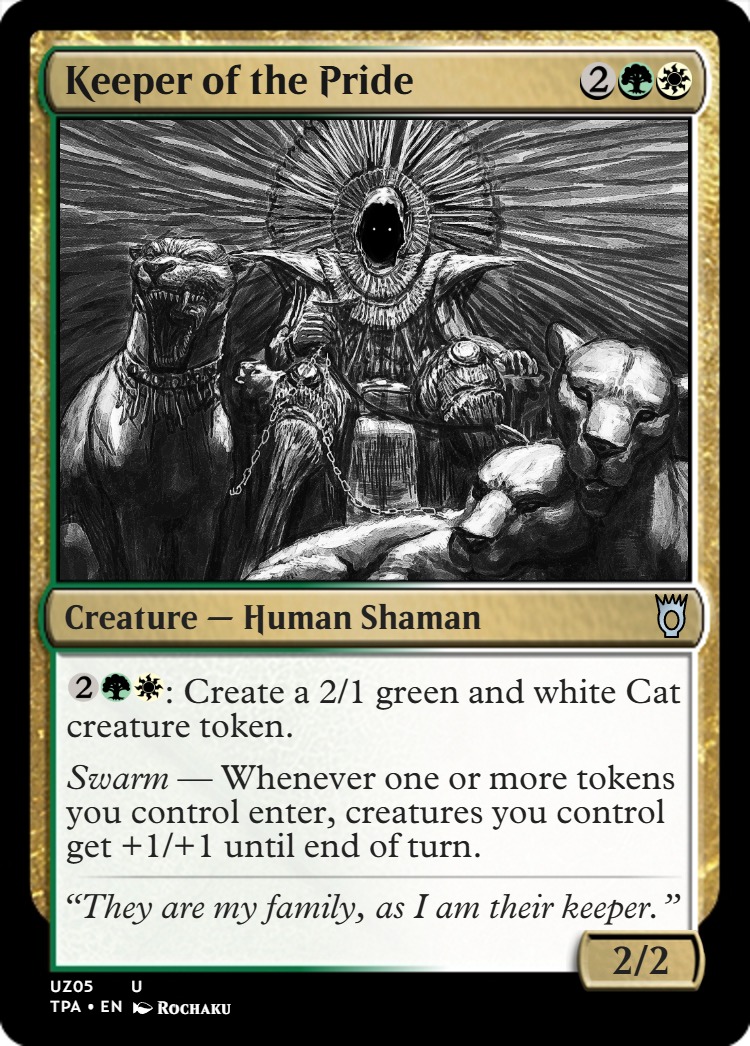 Keeper of the Pride 2
Creature — Human Shaman
2: Create a 2/1 green and white Cat
creature token.
Swarm — Whenever one or more tokens
you control enter, creatures you control
get +1/+1 until end of turn.
“They are my family, as I am their keeper.”
2/2
UZ05 U
TPA • EN Rochaku